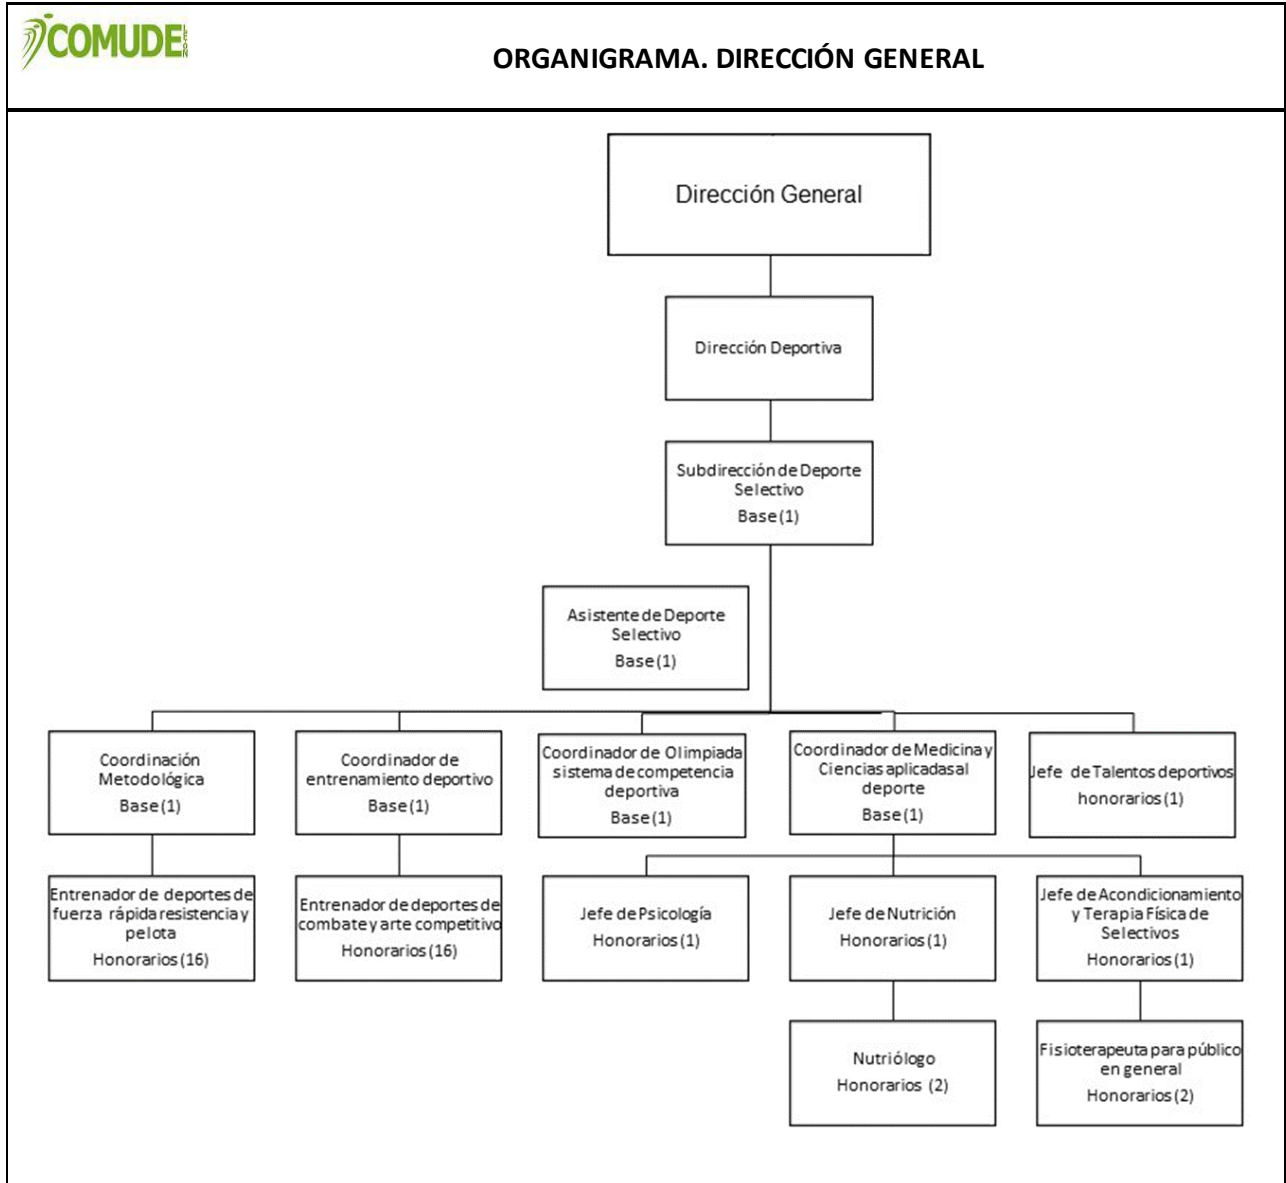 COMUDE
LEON
ORGANIGRAMA. DIRECCIÓN GENERAL
Dirección General
Dirección Deportiva
Subdirección de Deporte
Selectivo
Base (1)
Asistente de Deporte
Selectivo
Base (1)
Coordinación
Metodológica
Base (1)
Coordinador de
entrenamiento deportivo
Base (1)
Coordinador de Olimpiada
sistema de competencia
deportiva
Base (1)
Coordinador de Medicina y
Ciencias aplicadas al
deporte
Base (1)
Jefe de Talentos deportivos
honorarios (1)
Entrenador de deportes de
fuerza rápida resistencia y
pelota
Honorarios (16)
Entrenador de deportes de
combate y arte competitivo
Honorarios (16)
Jefe de Psicología
Honorarios (1)
Jefe de Nutrición
Honorarios (1)
Jefe de Acondicionamiento
y Terapia Física de
Selectivos
Honorarios (1)
Nutriólogo
Honorarios (2)
Fisioterapeuta para público
en general
Honorarios (2)